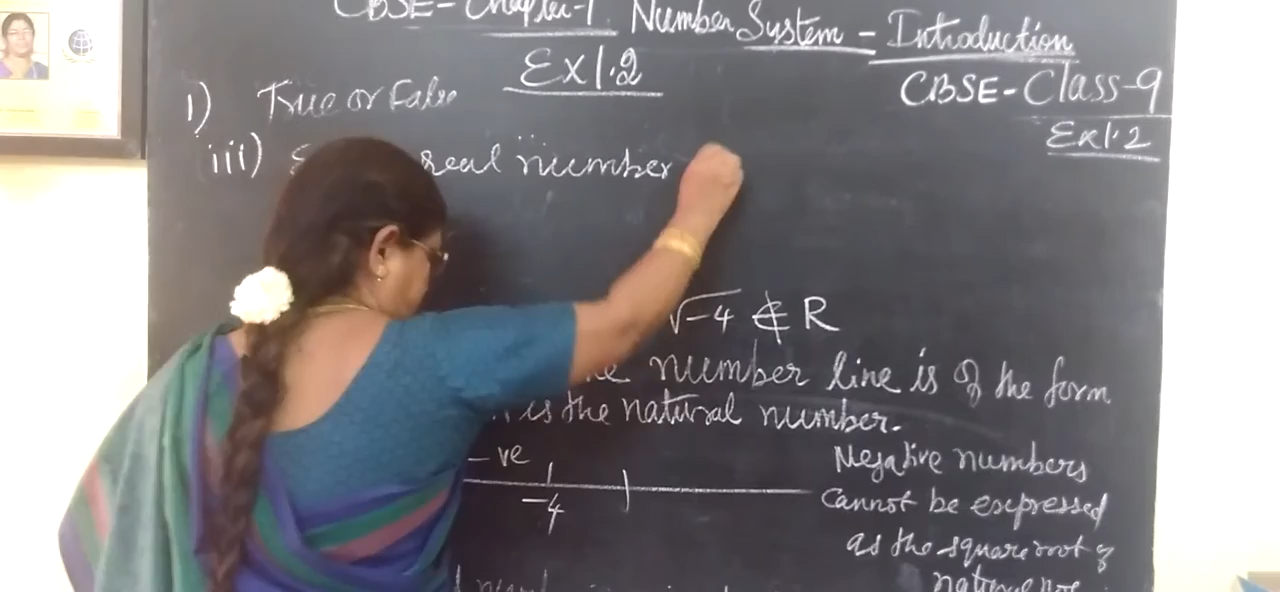 CBSE-Chapter-1 Number System - Introduction
Ex 1.2
CBSE-Class-9
Ex 1.2
1) True or False
iii) real number
√-4 ∉ R
number line is of the form
is the natural number.
-ve
-4
Negative numbers
cannot be expressed
as the square root of